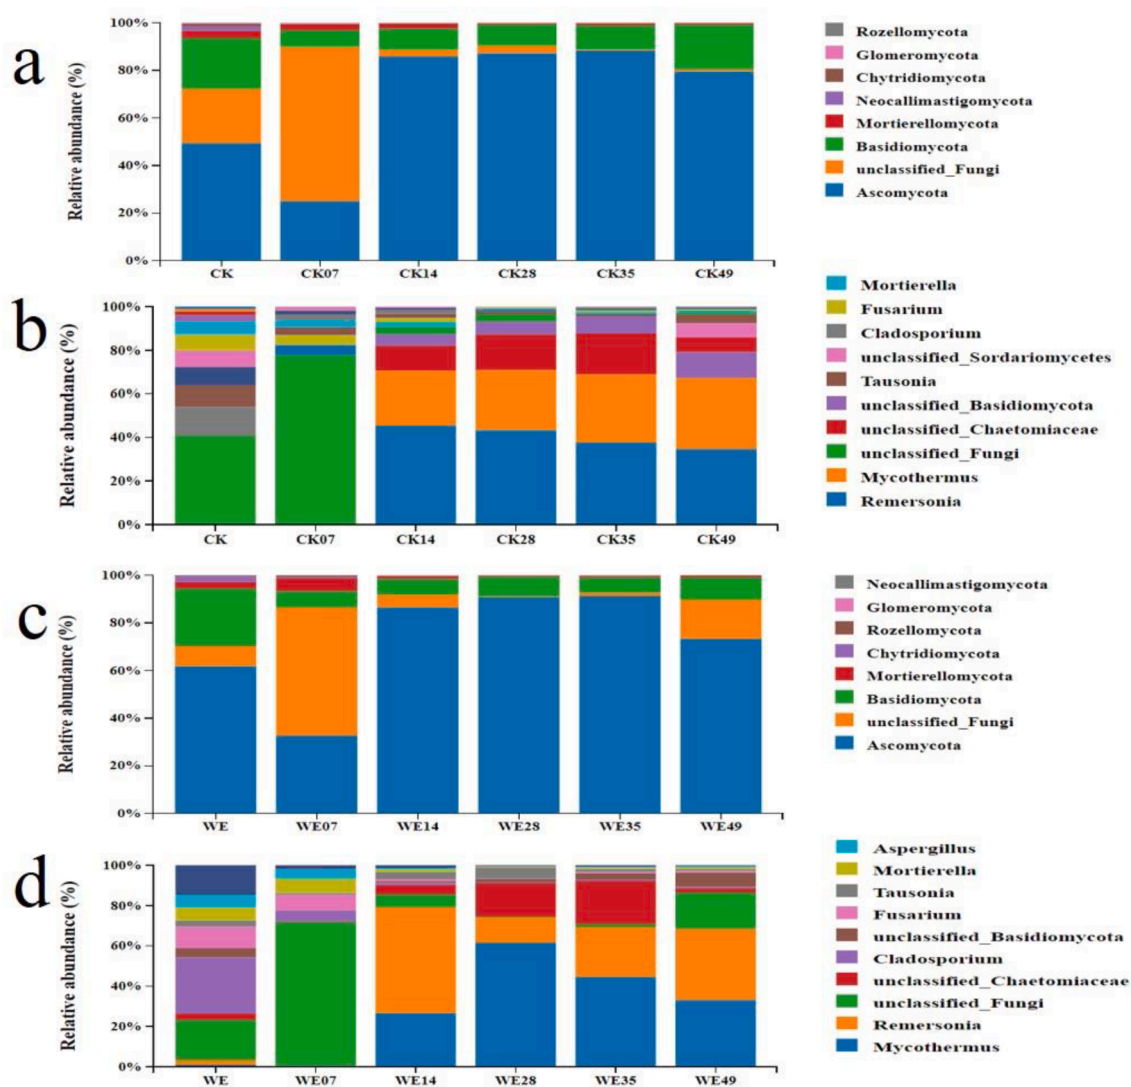 a
Relative abundance (%)
100%
80%
60%
40%
20%
0%
CK CK07 CK14 CK28 CK35 CK49
Rozellomycota
Glomeromycota
Chytridiomycota
Neocallimastigomycota
Mortierellomycota
Basidiomycota
unclassified_Fungi
Ascomycota
b
Relative abundance (%)
100%
80%
60%
40%
20%
0%
CK CK07 CK14 CK28 CK35 CK49
Mortierella
Fusarium
Cladosporium
unclassified_Sordariomycetes
Tausonia
unclassified_Basidiomycota
unclassified_Chaetomiaceae
unclassified_Fungi
Mycothermus
Remersonia
c
Relative abundance (%)
100%
80%
60%
40%
20%
0%
WE WE07 WE14 WE28 WE35 WE49
Neocallimastigomycota
Glomeromycota
Rozellomycota
Chytridiomycota
Mortierellomycota
Basidiomycota
unclassified_Fungi
Ascomycota
d
Relative abundance (%)
100%
80%
60%
40%
20%
0%
WE WE07 WE14 WE28 WE35 WE49
Aspergillus
Mortierella
Tausonia
Fusarium
unclassified_Basidiomycota
Cladosporium
unclassified_Chaetomiaceae
unclassified_Fungi
Remersonia
Mycothermus